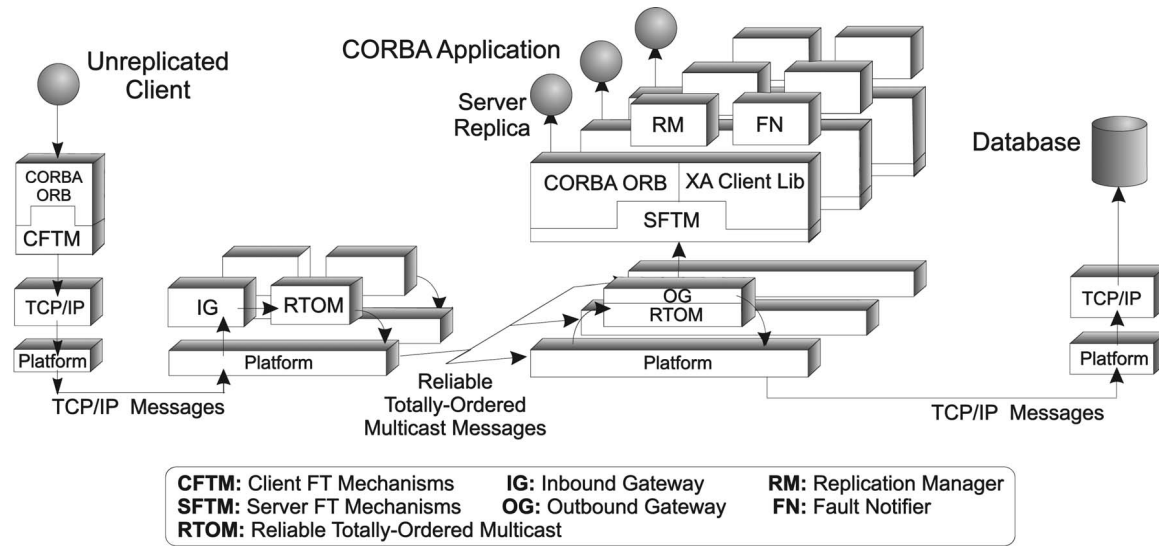 Unreplicated
Client
CORBA
ORB
CFTM
TCP/IP
Platform
TCP/IP Messages
IG
RTOM
Platform
Reliable
Totally-Ordered
Multicast Messages
CORBA Application
Server
Replica
RM
FN
CORBA ORB
XA Client Lib
SFTM
OG
RTOM
Platform
TCP/IP Messages
Database
TCP/IP
Platform
CFTM: Client FT Mechanisms
IG: Inbound Gateway
RM: Replication Manager
SFTM: Server FT Mechanisms
OG: Outbound Gateway
FN: Fault Notifier
RTOM: Reliable Totally-Ordered Multicast